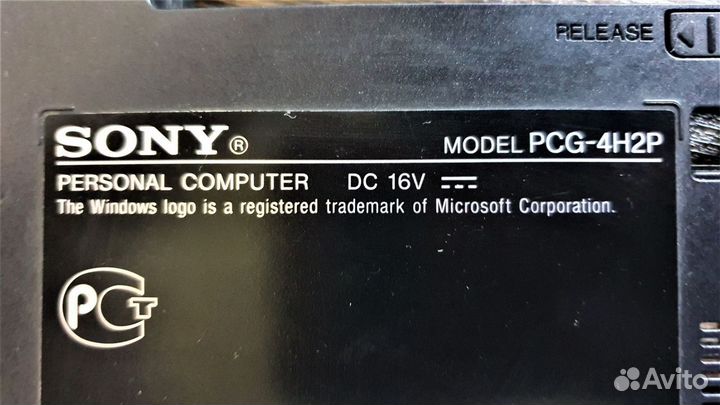 RELEASE
SONY® MODEL PCG-4H2P
PERSONAL COMPUTER DC 16V
The Windows logo is a registered trademark of Microsoft Corporation.
РСТ
Avito